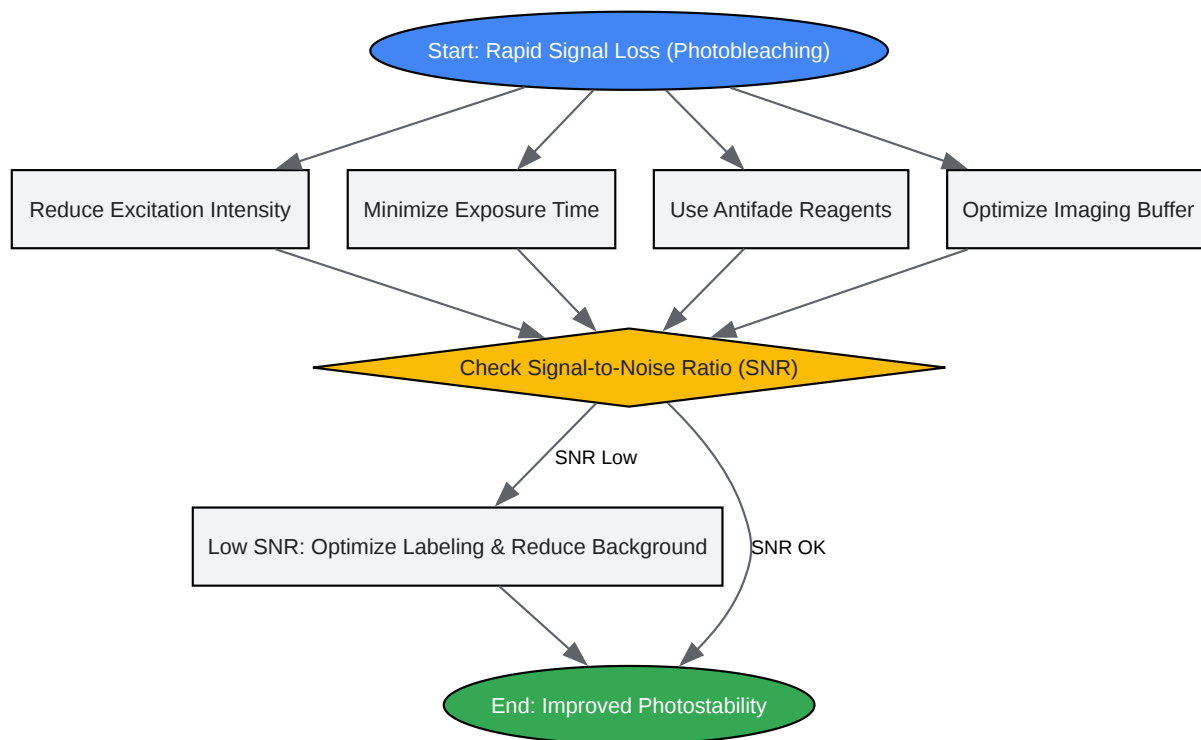 Start: Rapid Signal Loss (Photobleaching)
Reduce Excitation Intensity
Minimize Exposure Time
Use Antifade Reagents
Optimize Imaging Buffer
Check Signal-to-Noise Ratio (SNR)
SNR Low
Low SNR: Optimize Labeling & Reduce Background
SNR OK
End: Improved Photostability